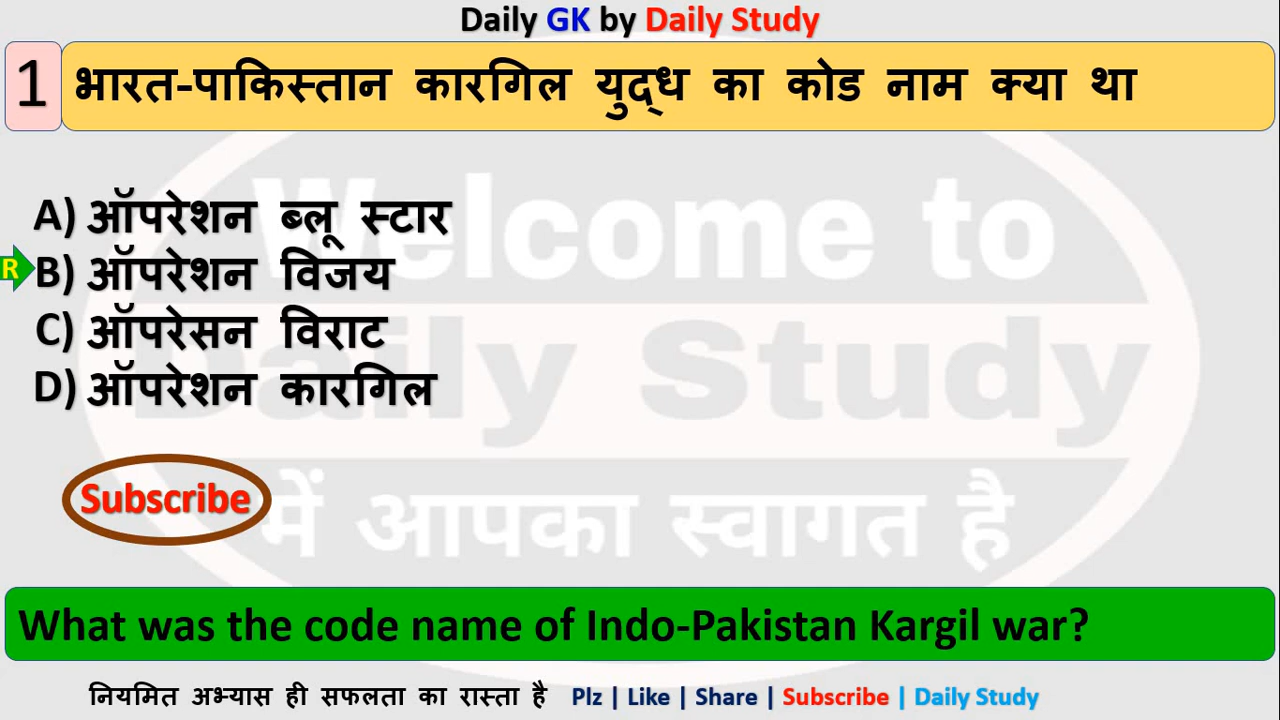 Daily GK by Daily Study
1 भारत-पाकिस्तान कारगिल युद्ध का कोड नाम क्या था
A) ऑपरेशन ब्लू स्टार
R B) ऑपरेशन विजय
C) ऑपरेसन विराट
D) ऑपरेशन कारगिल
Welcome to
Daily Study
में आपका स्वागत है
Subscribe
What was the code name of Indo-Pakistan Kargil war?
नियमित अभ्यास ही सफलता का रास्ता है Plz | Like | Share | Subscribe | Daily Study